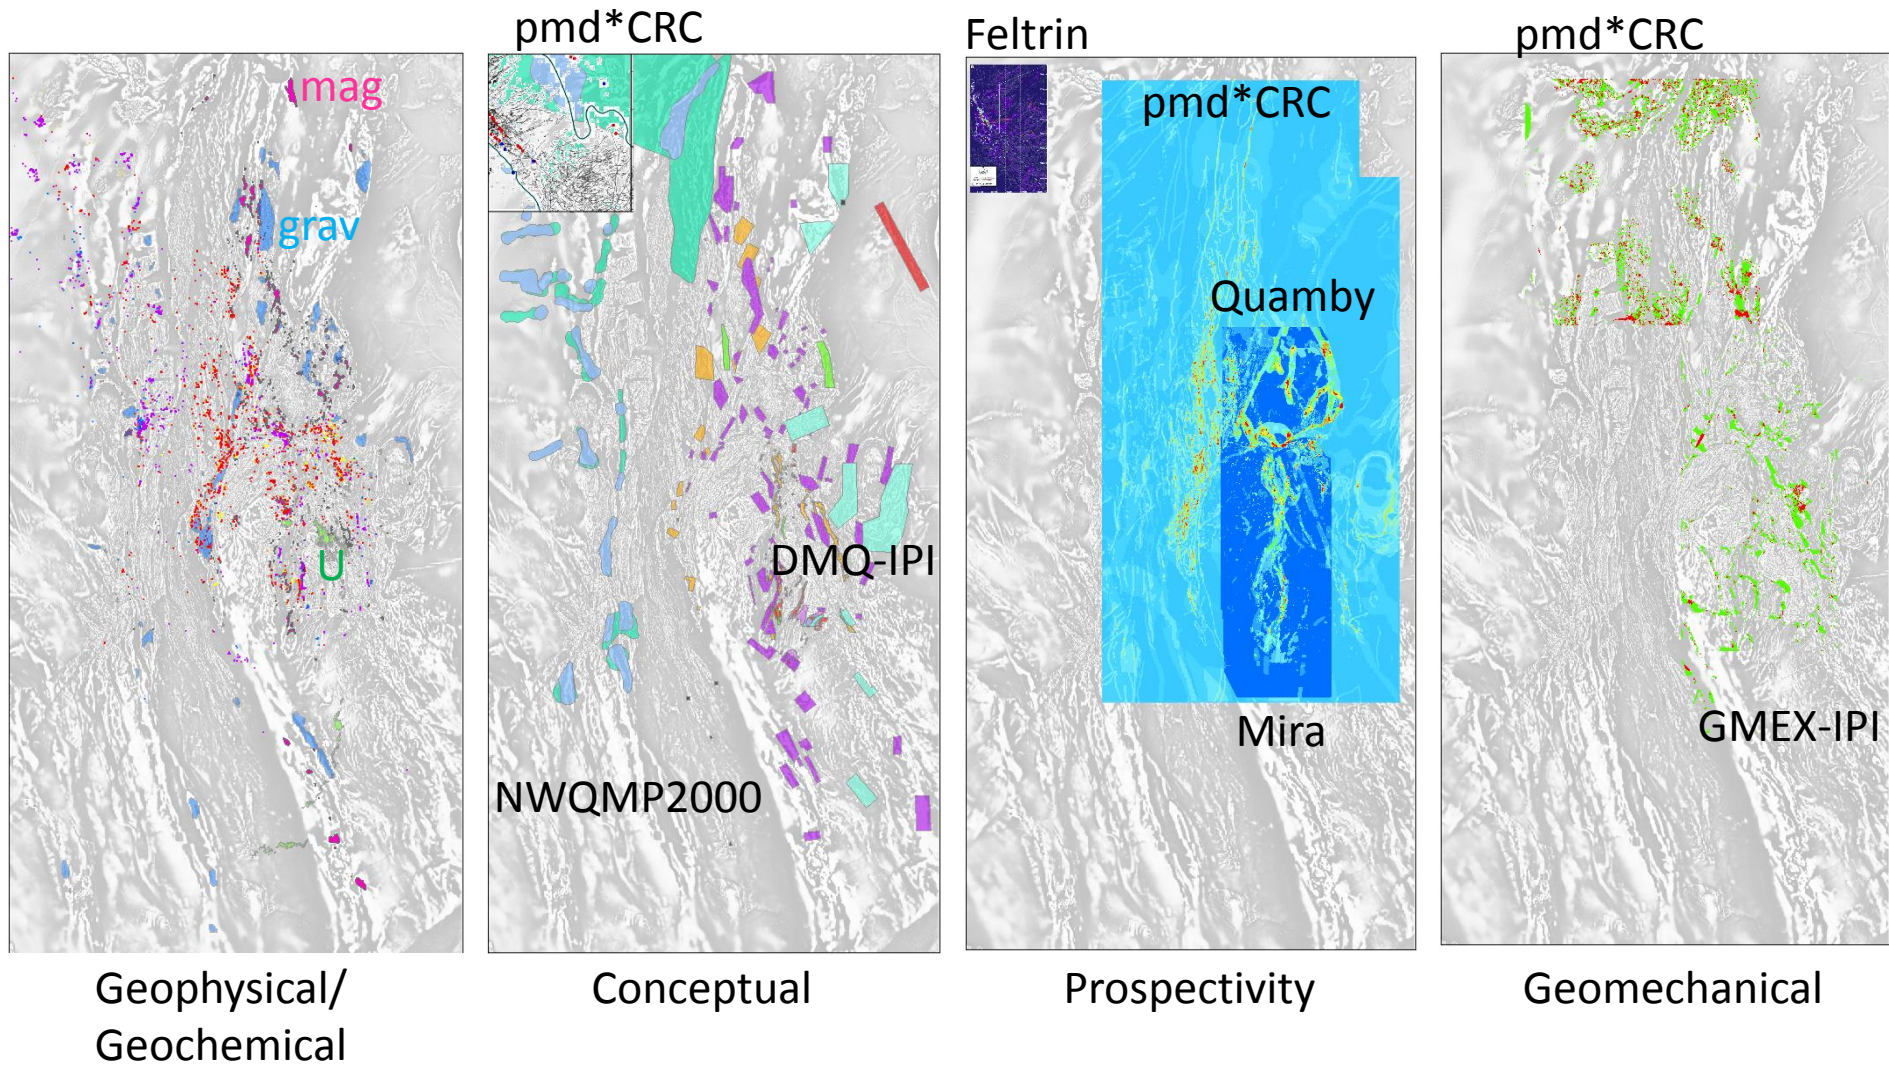 pmd*CRC
Feltrin
pmd*CRC
mag
grav
U
DMQ-IPI
NWQMP2000
pmd*CRC
Quamby
Mira
GMEX-IPI
Geophysical/
Geochemical
Conceptual
Prospectivity
Geomechanical